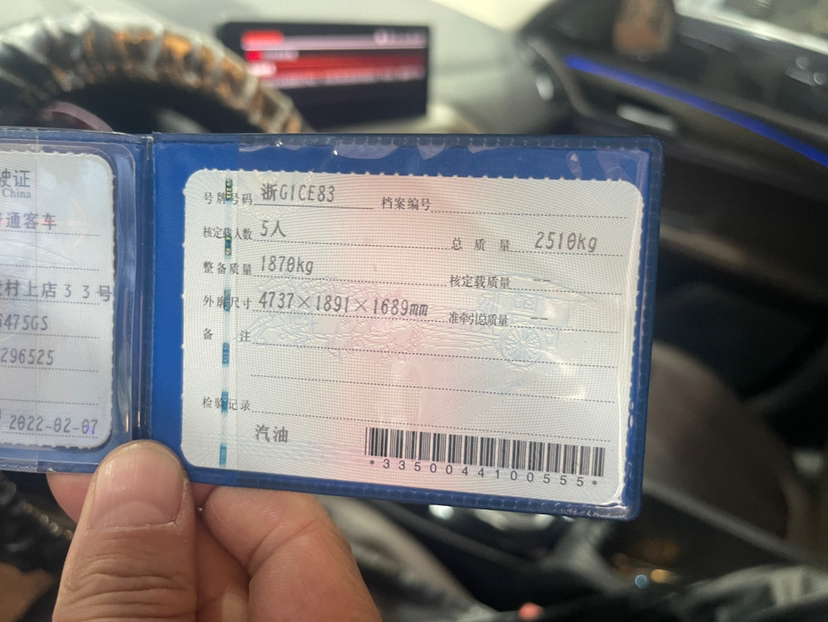 驶证
China
通客车
村上店33号
6475GS
296525
2022-02-07
号牌号码 浙G1CE83 档案编号
核定载人数 5人 总质量 2510kg
整备质量 1870kg 核定载质量 --
外廓尺寸 4737×1891×1689mm 准牵引总质量 --
备注
检验记录
汽油
*3350044100555*